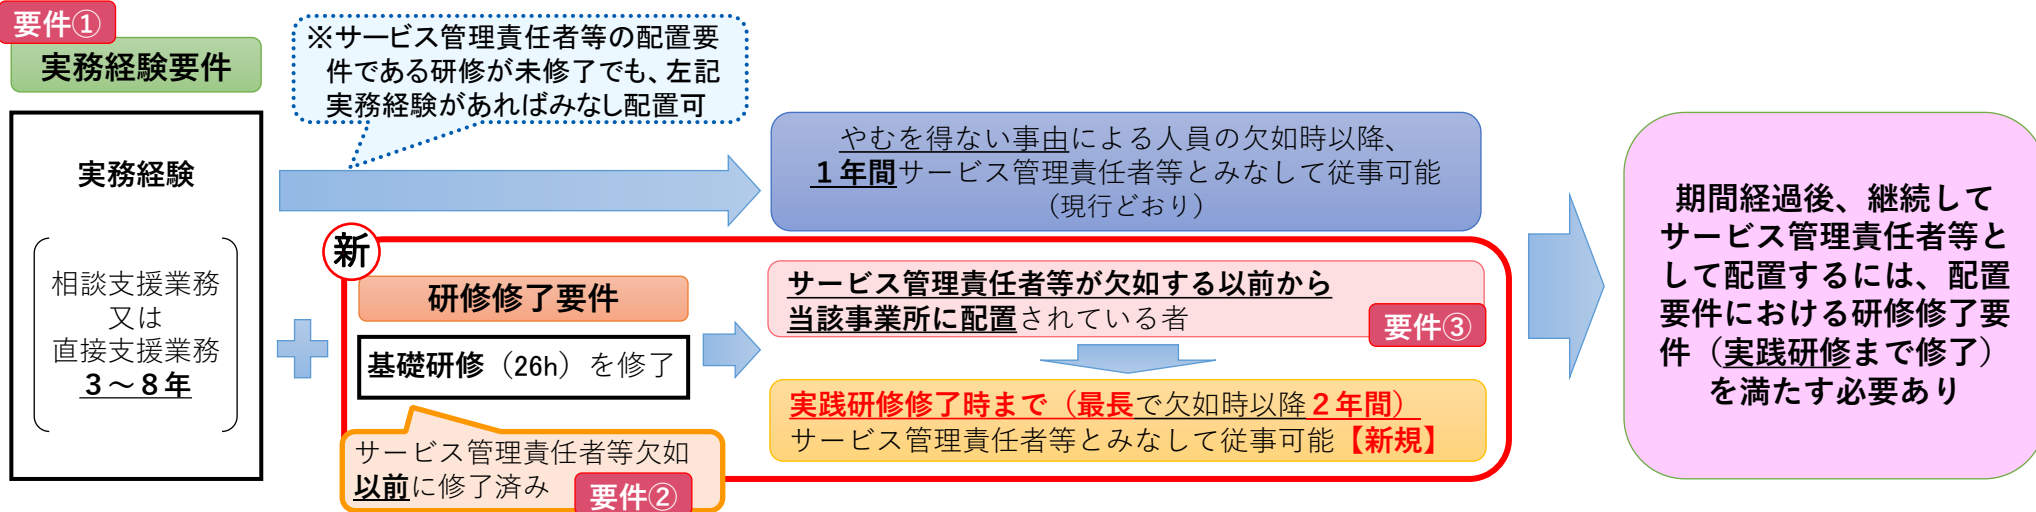 要件①
実務経験要件
実務経験
相談支援業務
又は
直接支援業務
３～８年
※サービス管理責任者等の配置要
件である研修が未修了でも、左記
実務経験があればみなし配置可
やむを得ない事由による人員の欠如時以降、
１年間サービス管理責任者等とみなして従事可能
（現行どおり）
新
研修修了要件
基礎研修（26h）を修了
サービス管理責任者等欠如
以前に修了済み
要件②
サービス管理責任者等が欠如する以前から
当該事業所に配置されている者
要件③
実践研修修了時まで（最長で欠如時以降２年間）
サービス管理責任者等とみなして従事可能【新規】
期間経過後、継続して
サービス管理責任者等と
して配置するには、配置
要件における研修修了要
件（実践研修まで修了）
を満たす必要あり